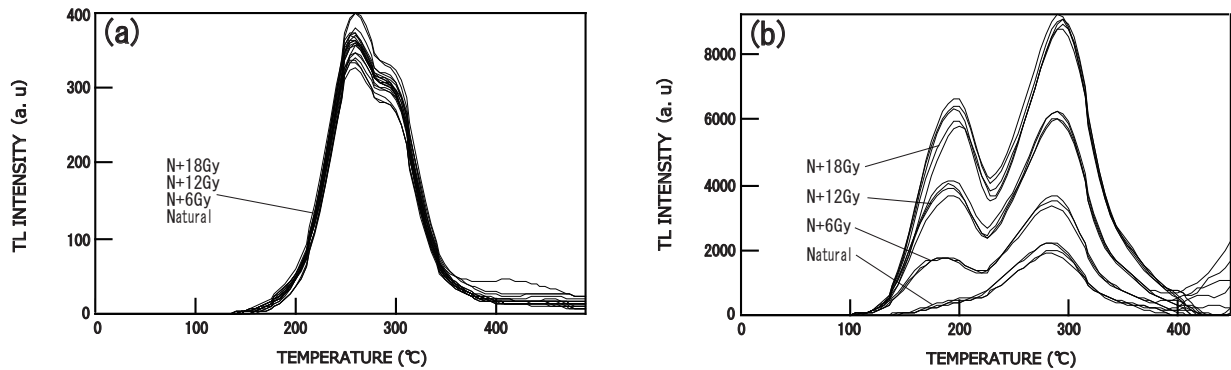 (a)
400
300
200
100
0
TL INTENSITY (a. u)
N+18Gy
N+12Gy
N+6Gy
Natural
0
100
200
300
400
TEMPERATURE (℃)
(b)
8000
6000
4000
2000
0
TL INTENSITY (a. u)
N+18Gy
N+12Gy
N+6Gy
Natural
0
100
200
300
400
TEMPERATURE (℃)